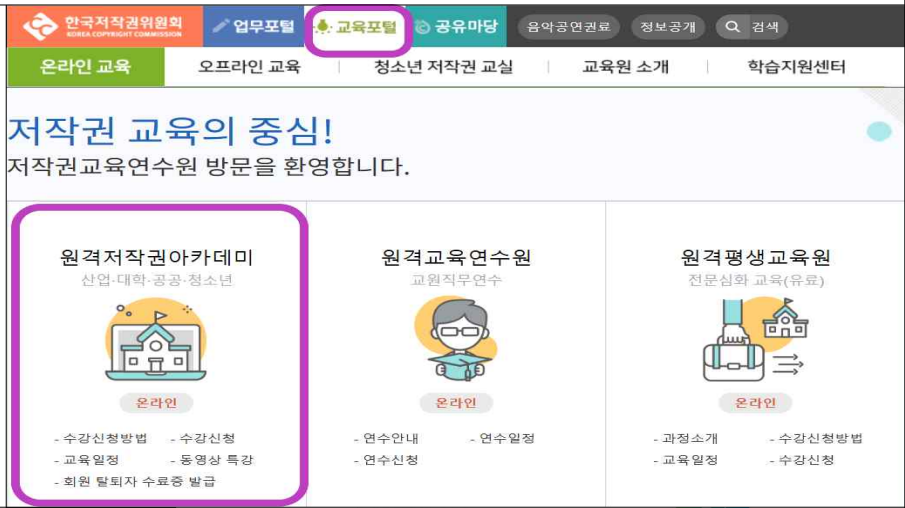 한국저작권위원회
KOREA COPYRIGHT COMMISSION
업무포털
교육포털
공유마당
음악공연권료
정보공개
검색
온라인 교육
오프라인 교육
청소년 저작권 교실
교육원 소개
학습지원센터
저작권 교육의 중심!
저작권교육연수원 방문을 환영합니다.
원격저작권아카데미
산업·대학·공공·청소년
온라인
- 수강신청방법 - 수강신청
- 교육일정 - 동영상 특강
- 회원 탈퇴자 수료증 발급
원격교육연수원
교원직무연수
온라인
- 연수안내 - 연수일정
- 연수신청
원격평생교육원
전문심화 교육(유료)
온라인
- 과정소개 - 수강신청방법
- 교육일정 - 수강신청